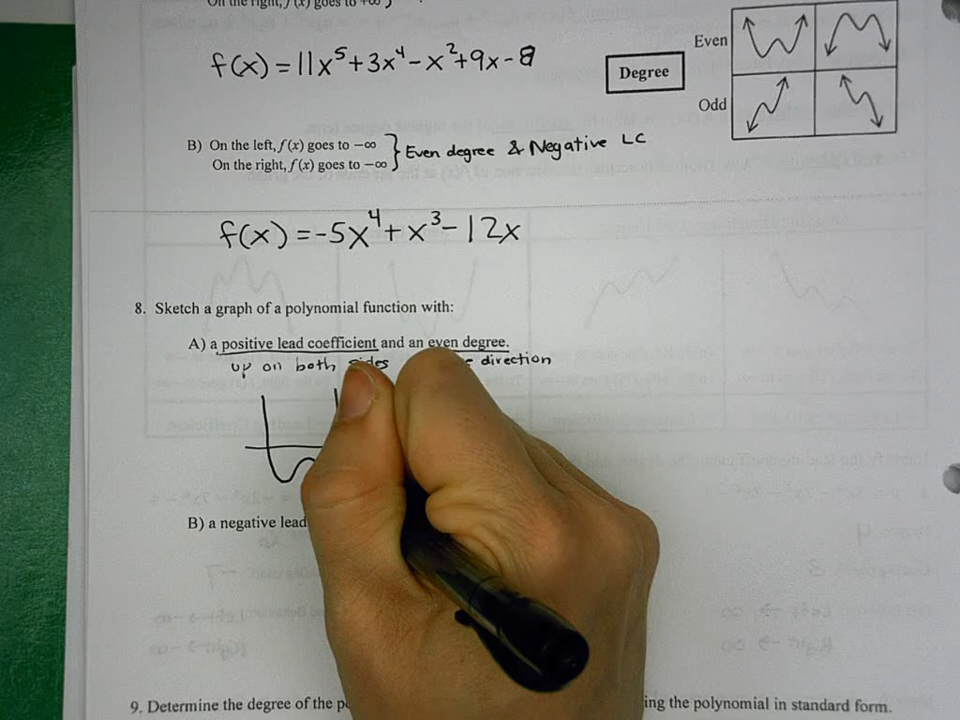 On the right, f(x) goes to +∞ }
f(x) = 11x⁵ + 3x⁴ - x² + 9x - 8
Degree
Even
Odd
B) On the left, f(x) goes to −∞ } Even degree & Negative LC
On the right, f(x) goes to −∞
f(x) = -5x⁴ + x³ - 12x
8. Sketch a graph of a polynomial function with:
A) a positive lead coefficient and an even degree.
up on both sides direction
B) a negative lead
9. Determine the degree of the
ing the polynomial in standard form.